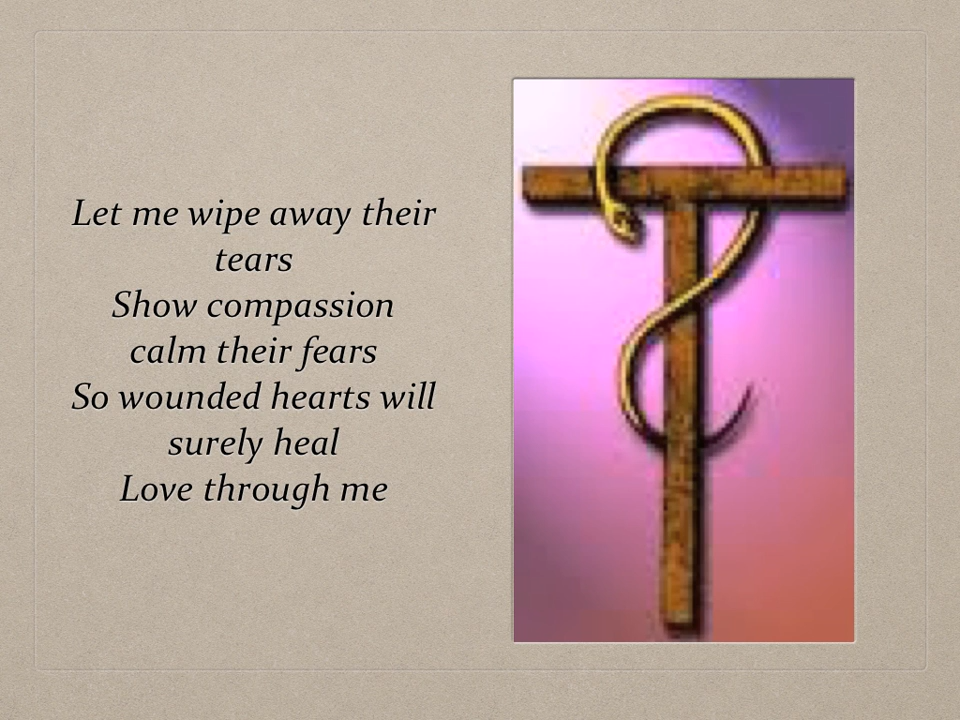 Let me wipe away their
tears
Show compassion
calm their fears
So wounded hearts will
surely heal
Love through me